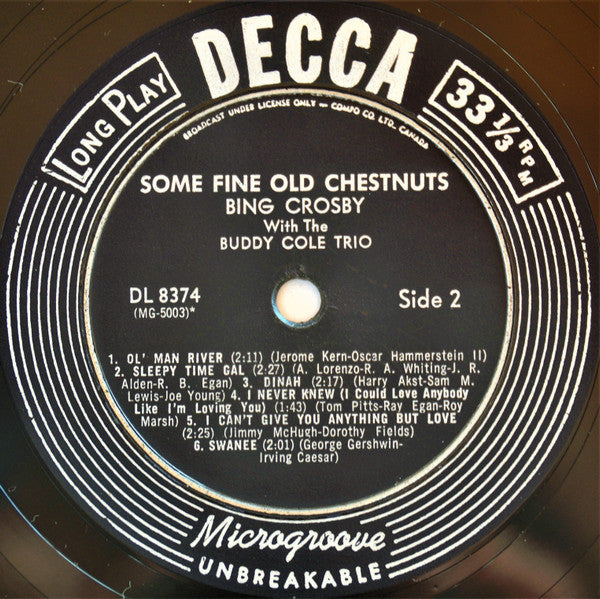 DECCA
LONG PLAY
33 1/3 RPM
BROADCAST UNDER LICENSE ONLY — COMPO CO. LTD. CANADA
SOME FINE OLD CHESTNUTS
BING CROSBY
With The
BUDDY COLE TRIO
DL 8374
(MG-5003)*
Side 2
1. OL' MAN RIVER (2:11) (Jerome Kern-Oscar Hammerstein II)
2. SLEEPY TIME GAL (2:27) (A. Lorenzo-R. A. Whiting-J. R.
Alden-R. B. Egan) 3. DINAH (2:17) (Harry Akst-Sam M.
Lewis-Joe Young) 4. I NEVER KNEW (I Could Love Anybody
Like I'm Loving You) (1:43) (Tom Pitts-Ray Egan-Roy
Marsh) 5. I CAN'T GIVE YOU ANYTHING BUT LOVE
(2:25) (Jimmy McHugh-Dorothy Fields)
6. SWANEE (2:01) (George Gershwin-
Irving Caesar)
Microgroove
UNBREAKABLE